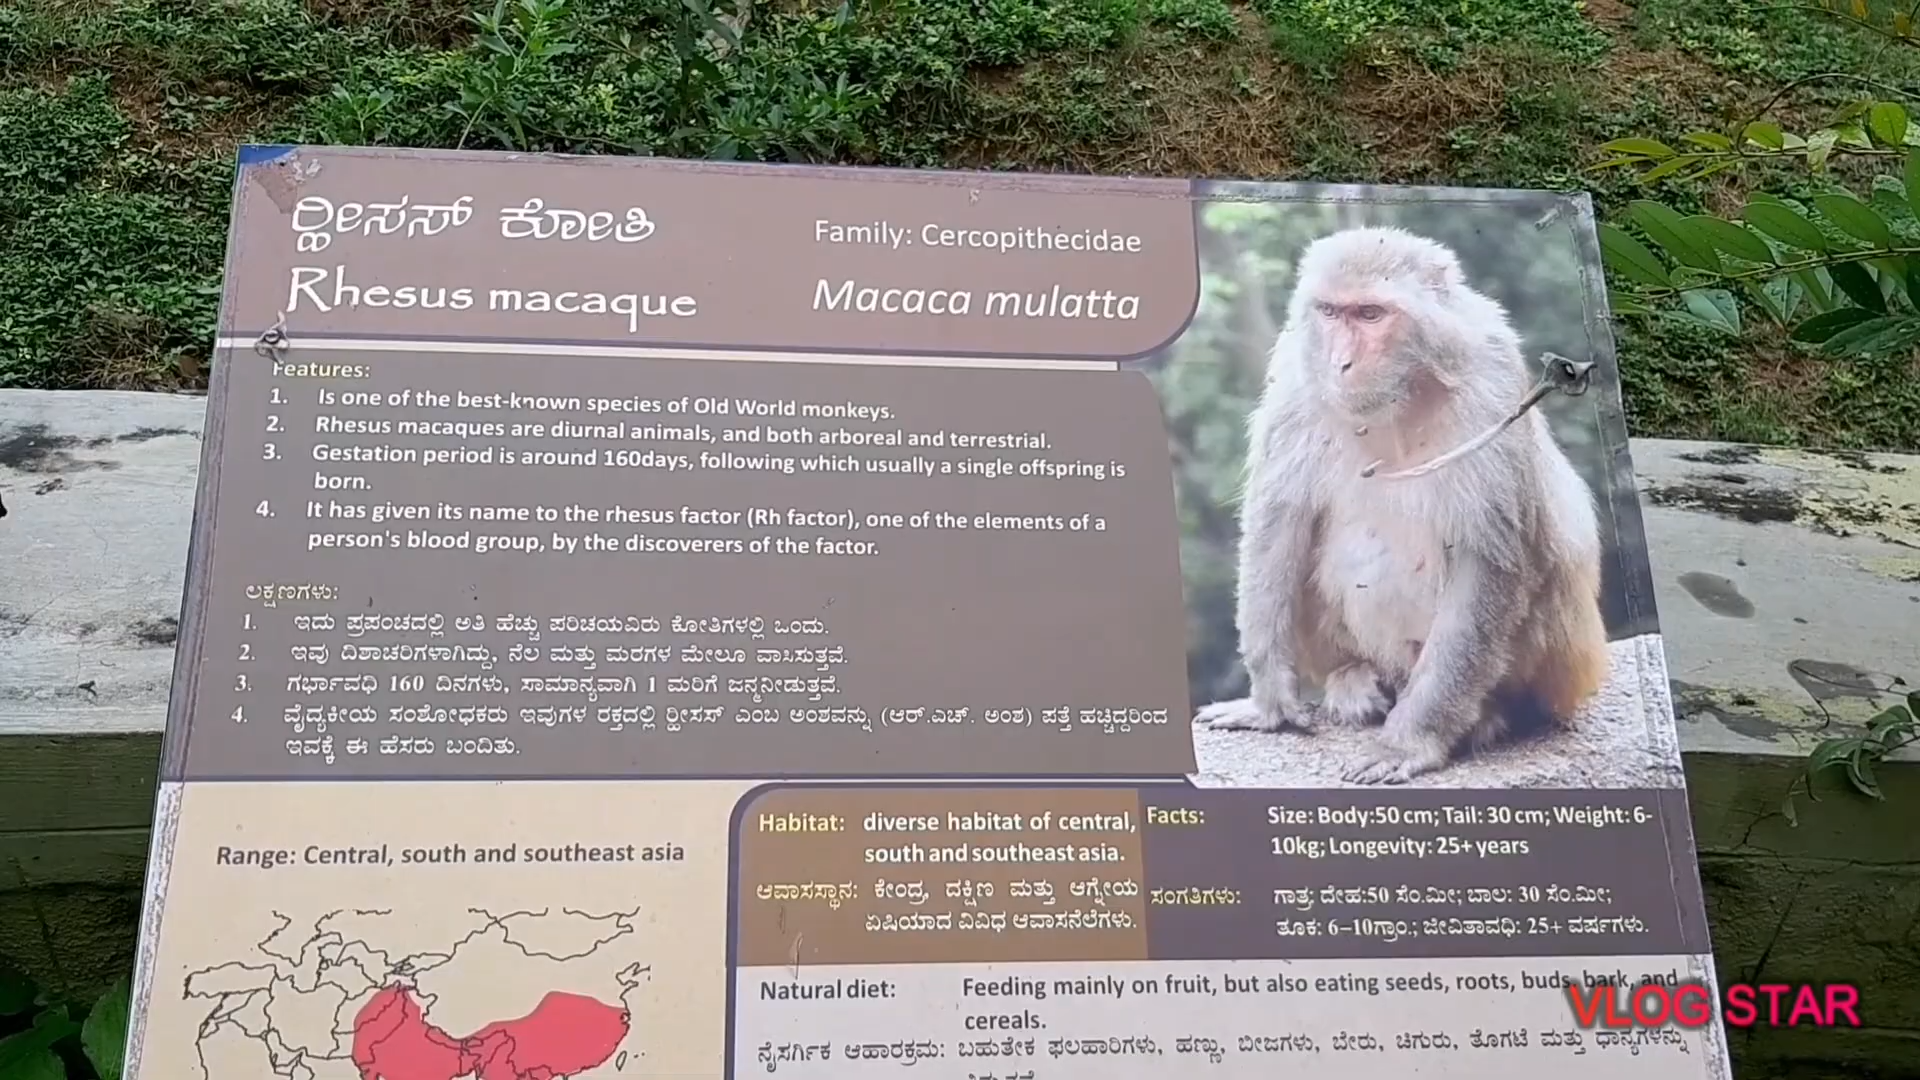 ರ‍್ಹೀಸಸ್ ಕೋತಿ
Rhesus macaque
Family: Cercopithecidae
Macaca mulatta
Features:
1. Is one of the best-known species of Old World monkeys.
2. Rhesus macaques are diurnal animals, and both arboreal and terrestrial.
3. Gestation period is around 160days, following which usually a single offspring is
born.
4. It has given its name to the rhesus factor (Rh factor), one of the elements of a
person's blood group, by the discoverers of the factor.
ಲಕ್ಷಣಗಳು:
1. ಇದು ಪ್ರಪಂಚದಲ್ಲಿ ಅತಿ ಹೆಚ್ಚು ಪರಿಚಯವಿರು ಕೋತಿಗಳಲ್ಲಿ ಒಂದು.
2. ಇವು ದಿಶಾಚರಿಗಳಾಗಿದ್ದು, ನೆಲ ಮತ್ತು ಮರಗಳ ಮೇಲೂ ವಾಸಿಸುತ್ತವೆ.
3. ಗರ್ಭಾವಧಿ 160 ದಿನಗಳು, ಸಾಮಾನ್ಯವಾಗಿ 1 ಮರಿಗೆ ಜನ್ಮನೀಡುತ್ತವೆ.
4. ವೈದ್ಯಕೀಯ ಸಂಶೋಧಕರು ಇವುಗಳ ರಕ್ತದಲ್ಲಿ ರ‍್ಹೀಸಸ್ ಎಂಬ ಅಂಶವನ್ನು (ಆರ್.ಎಚ್. ಅಂಶ) ಪತ್ತೆ ಹಚ್ಚಿದ್ದರಿಂದ
ಇವಕ್ಕೆ ಈ ಹೆಸರು ಬಂದಿತು.
Range: Central, south and southeast asia
Habitat: diverse habitat of central,
south and southeast asia.
ಆವಾಸಸ್ಥಾನ: ಕೇಂದ್ರ, ದಕ್ಷಿಣ ಮತ್ತು ಆಗ್ನೇಯ
ಏಷಿಯಾದ ವಿವಿಧ ಆವಾಸನೆಲೆಗಳು.
Facts: Size: Body:50 cm; Tail: 30 cm; Weight: 6-
10kg; Longevity: 25+ years
ಸಂಗತಿಗಳು: ಗಾತ್ರ: ದೇಹ:50 ಸೆಂ.ಮೀ; ಬಾಲ: 30 ಸೆಂ.ಮೀ;
ತೂಕ: 6–10ಗ್ರಾಂ.; ಜೀವಿತಾವಧಿ: 25+ ವರ್ಷಗಳು.
Natural diet: Feeding mainly on fruit, but also eating seeds, roots, buds, bark, and
cereals.
ನೈಸರ್ಗಿಕ ಆಹಾರಕ್ರಮ: ಬಹುತೇಕ ಫಲಹಾರಿಗಳು, ಹಣ್ಣು, ಬೀಜಗಳು, ಬೇರು, ಚಿಗುರು, ತೊಗಟೆ ಮತ್ತು ಧಾನ್ಯಗಳನ್ನು
VLOG STAR